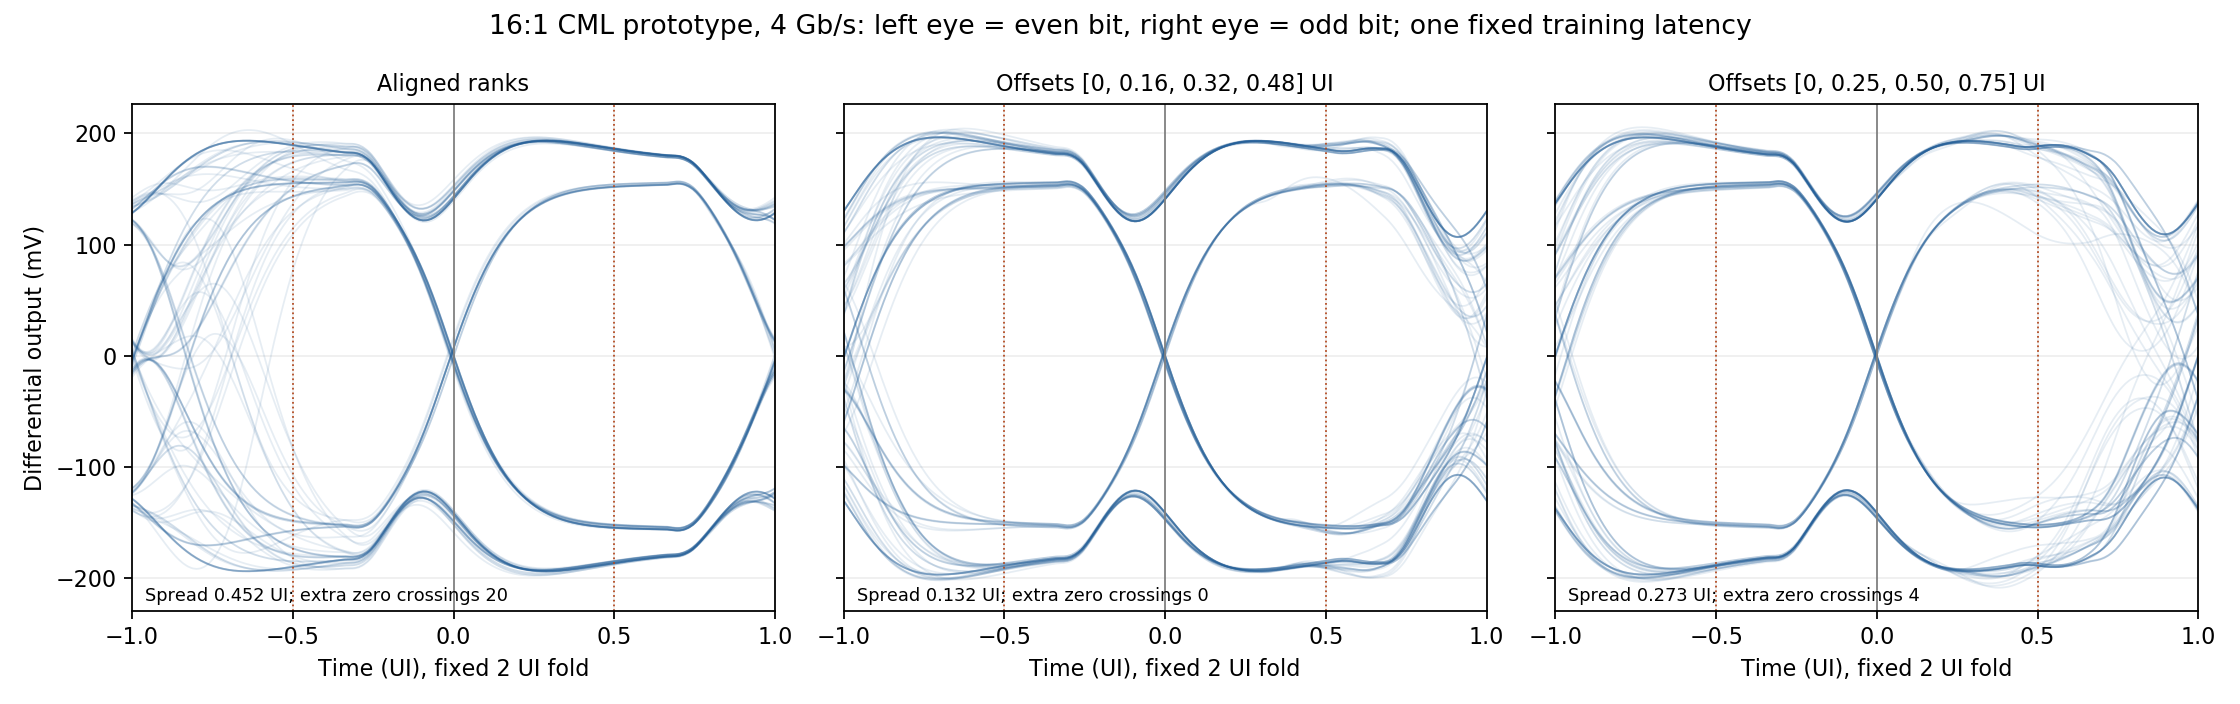 16:1 CML prototype, 4 Gb/s: left eye = even bit, right eye = odd bit; one fixed training latency
Aligned ranks
Offsets [0, 0.16, 0.32, 0.48] UI
Offsets [0, 0.25, 0.50, 0.75] UI
Differential output (mV)
200
100
0
−100
−200
Spread 0.452 UI; extra zero crossings 20
Spread 0.132 UI; extra zero crossings 0
Spread 0.273 UI; extra zero crossings 4
−1.0 −0.5 0.0 0.5 1.0
−1.0 −0.5 0.0 0.5 1.0
−1.0 −0.5 0.0 0.5 1.0
Time (UI), fixed 2 UI fold
Time (UI), fixed 2 UI fold
Time (UI), fixed 2 UI fold